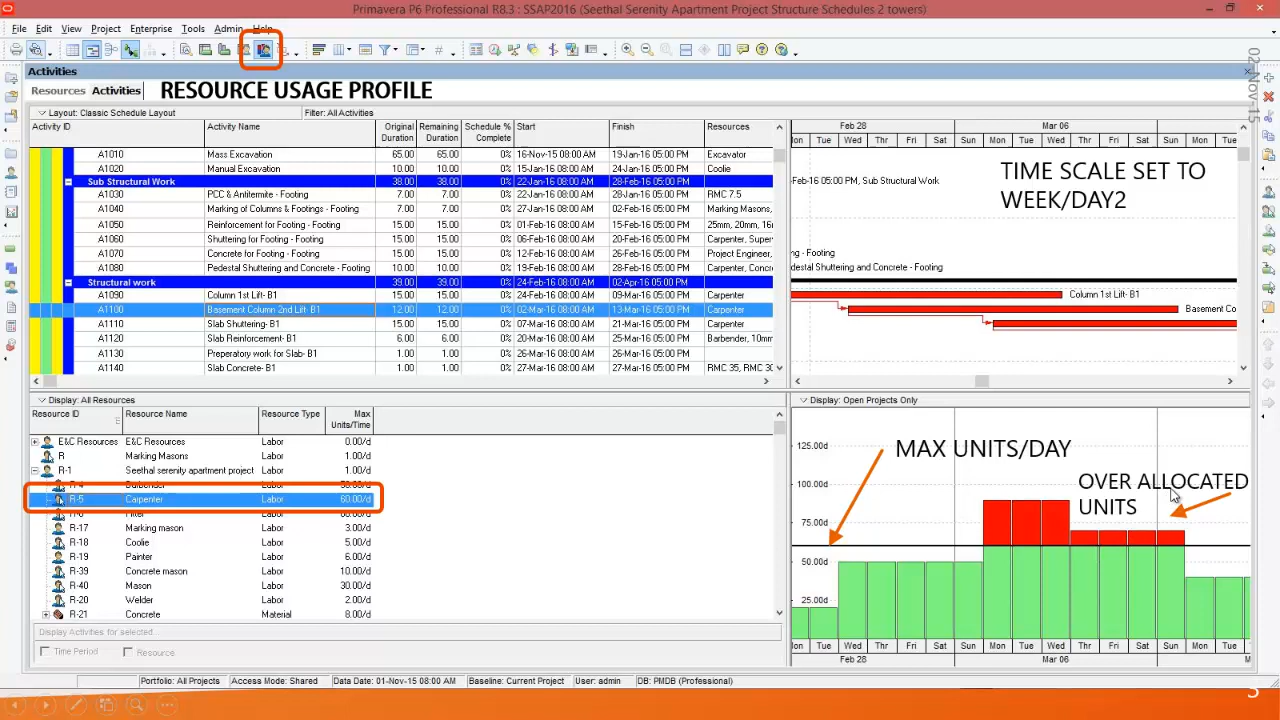 Primavera P6 Professional R8.3 : SSAP2016 (Seethal Serenity Apartment Project Structure Schedules 2 towers)
File Edit View Project Enterprise Tools Admin Help
02-Nov-15
Activities
Resources Activities RESOURCE USAGE PROFILE
Layout: Classic Schedule Layout Filter: All Activities
Activity ID Activity Name Original Duration Remaining Duration Schedule % Complete Start Finish Resources
A1010 Mass Excavation 65.00 65.00 0% 16-Nov-15 08:00 AM 19-Jan-16 05:00 PM Excavator
A1020 Manual Excavation 10.00 10.00 0% 15-Jan-16 08:00 AM 24-Jan-16 05:00 PM Coolie
Sub Structural Work 38.00 38.00 0% 22-Jan-16 08:00 AM 28-Feb-16 05:00 PM
A1030 PCC & Antitermite - Footing 7.00 7.00 0% 22-Jan-16 08:00 AM 28-Jan-16 05:00 PM RMC 7.5
A1040 Marking of Columns & Footings - Footing 7.00 7.00 0% 27-Jan-16 08:00 AM 02-Feb-16 05:00 PM Marking Masons,
A1050 Reinforcement for Footing - Footing 15.00 15.00 0% 01-Feb-16 08:00 AM 15-Feb-16 05:00 PM 25mm, 20mm, 16n
A1060 Shuttering for Footing - Footing 15.00 15.00 0% 06-Feb-16 08:00 AM 20-Feb-16 05:00 PM Carpenter, Super
A1070 Concrete for Footing - Footing 15.00 15.00 0% 12-Feb-16 08:00 AM 26-Feb-16 05:00 PM Project Engineer,
A1080 Pedestal Shuttering and Concrete - Footing 10.00 10.00 0% 19-Feb-16 08:00 AM 28-Feb-16 05:00 PM Carpenter, Concre
Structural work 39.00 39.00 0% 24-Feb-16 08:00 AM 02-Apr-16 05:00 PM
A1090 Column 1st Lift- B1 15.00 15.00 0% 24-Feb-16 08:00 AM 09-Mar-16 05:00 PM Carpenter
A1100 Basement Column 2nd Lift- B1 12.00 12.00 0% 02-Mar-16 08:00 AM 13-Mar-16 05:00 PM Carpenter
A1110 Slab Shuttering- B1 15.00 15.00 0% 07-Mar-16 08:00 AM 21-Mar-16 05:00 PM Carpenter
A1120 Slab Reinforcement- B1 6.00 6.00 0% 20-Mar-16 08:00 AM 25-Mar-16 05:00 PM Barbender, 10mm
A1130 Preperatory work for Slab- B1 1.00 1.00 0% 26-Mar-16 08:00 AM 26-Mar-16 05:00 PM
A1140 Slab Concrete- B1 1.00 1.00 0% 27-Mar-16 08:00 AM 27-Mar-16 05:00 PM RMC 35, RMC 30,
Feb 28 Mar 06
Ion Tue Wed Thr Fri Sat Sun Mon Tue Wed Thr Fri Sat Sun Mon Tue
TIME SCALE SET TO
WEEK/DAY2
-Feb-16 05:00 PM, Sub Structural Work
g - Footing
destal Shuttering and Concrete - Footing
Column 1st Lift- B1
Basement Co
Display: All Resources
Resource ID Resource Name Resource Type Max Units/Time
E&C Resources E&C Resources Labor 0.00/d
R Marking Masons Labor 1.00/d
R-1 Seethal serenity apartment project Labor 1.00/d
R-4 Barbender Labor 50.00/d
R-5 Carpenter Labor 60.00/d
R-6 Fitter Labor
R-17 Marking mason Labor 3.00/d
R-18 Coolie Labor 5.00/d
R-19 Painter Labor 6.00/d
R-39 Concrete mason Labor 10.00/d
R-40 Mason Labor 30.00/d
R-20 Welder Labor 2.00/d
R-21 Concrete Material 8.00/d
Display Activities for selected...
Time Period Resource
Display: Open Projects Only
125.00d
100.00d
75.00d
50.00d
25.00d
MAX UNITS/DAY
OVER ALLOCATED
UNITS
Ion Tue Wed Thr Fri Sat Sun Mon Tue Wed Thr Fri Sat Sun Mon Tue
Feb 28 Mar 06 M
Portfolio: All Projects Access Mode: Shared Data Date: 01-Nov-15 08:00 AM Baseline: Current Project User: admin DB: PMDB (Professional)